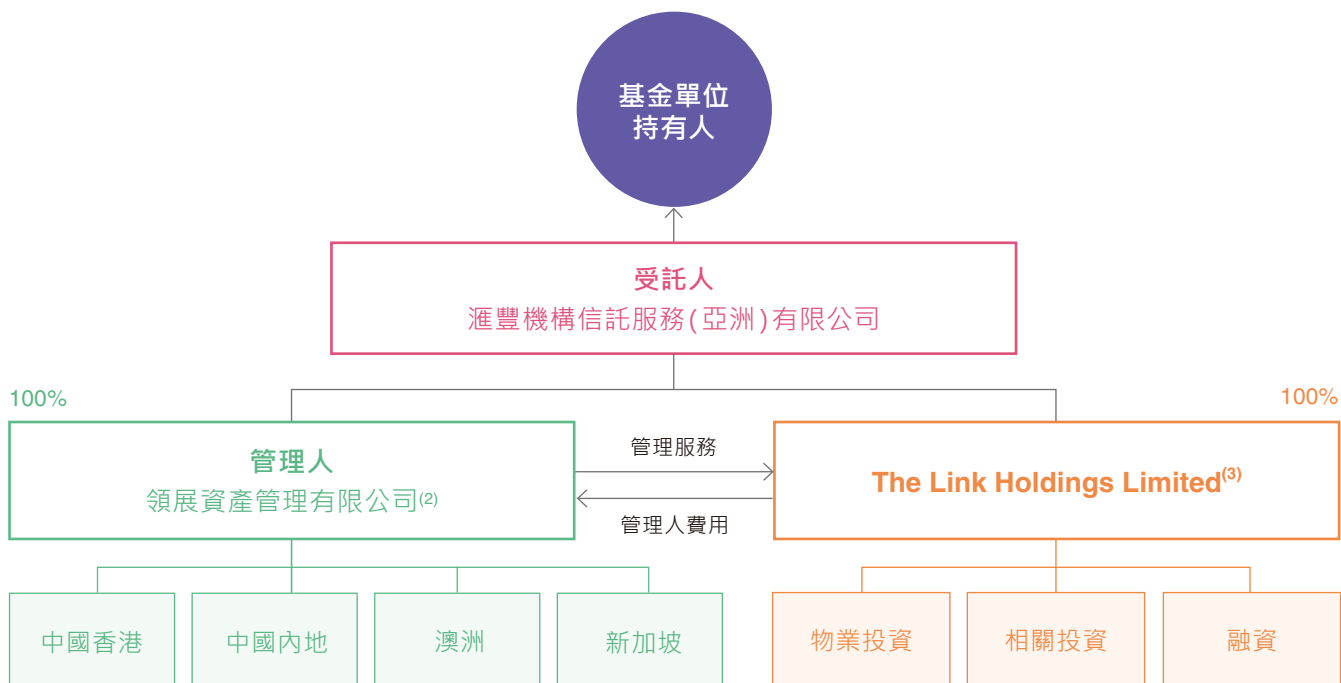 基金單位
持有人
受託人
滙豐機構信託服務(亞洲)有限公司
100%
100%
管理人
領展資產管理有限公司(2)
管理服務
管理人費用
The Link Holdings Limited(3)
中國香港
中國內地
澳洲
新加坡
物業投資
相關投資
融資